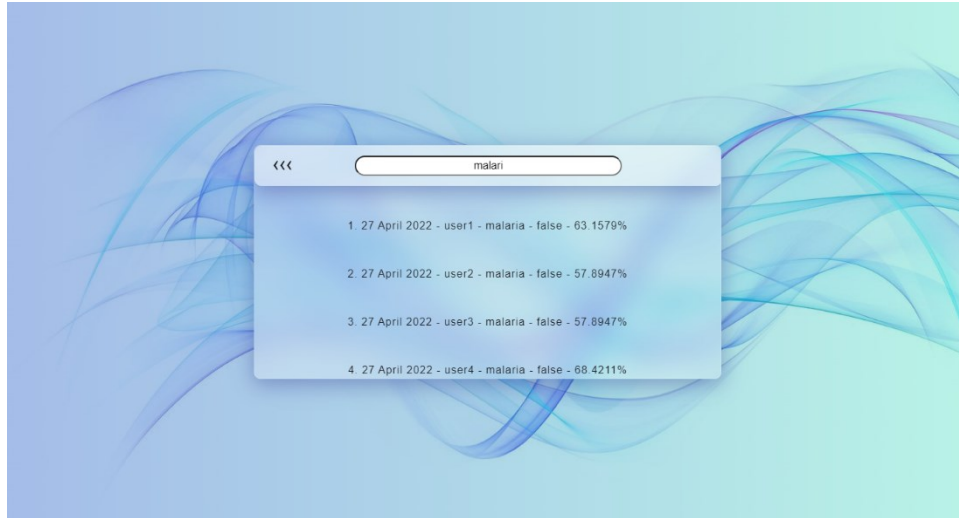 ❮❮❮ malari
1. 27 April 2022 - user1 - malaria - false - 63.1579%
2. 27 April 2022 - user2 - malaria - false - 57.8947%
3. 27 April 2022 - user3 - malaria - false - 57.8947%
4. 27 April 2022 - user4 - malaria - false - 68.4211%